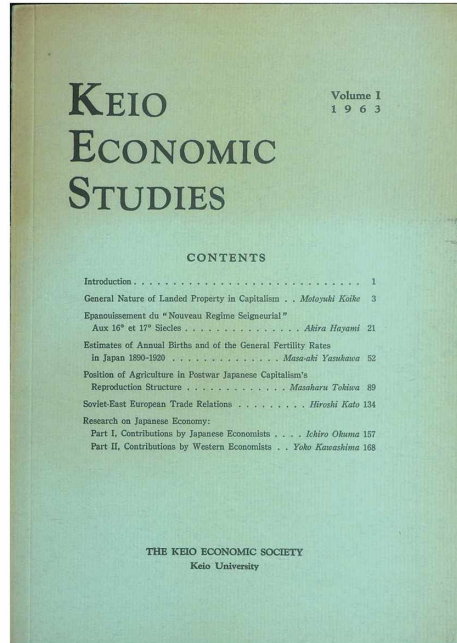 KEIO
ECONOMIC
STUDIES
Volume I
1963
CONTENTS
Introduction . . . . . . . . . . . . . . . . . . . . . . . . . . . . 1
General Nature of Landed Property in Capitalism . . Motoyuki Koike 3
Epanouissement du "Nouveau Regime Seigneurial"
Aux 16e et 17e Siecles . . . . . . . . . . . . . . Akira Hayami 21
Estimates of Annual Births and of the General Fertility Rates
in Japan 1890-1920 . . . . . . . . . . . . . Masa-aki Yasukawa 52
Position of Agriculture in Postwar Japanese Capitalism's
Reproduction Structure . . . . . . . . . . Masaharu Tokiwa 89
Soviet-East European Trade Relations . . . . . . . . . Hiroshi Kato 134
Research on Japanese Economy:
Part I, Contributions by Japanese Economists . . . . Ichiro Okuma 157
Part II, Contributions by Western Economists . . Yoko Kawashima 168
THE KEIO ECONOMIC SOCIETY
Keio University